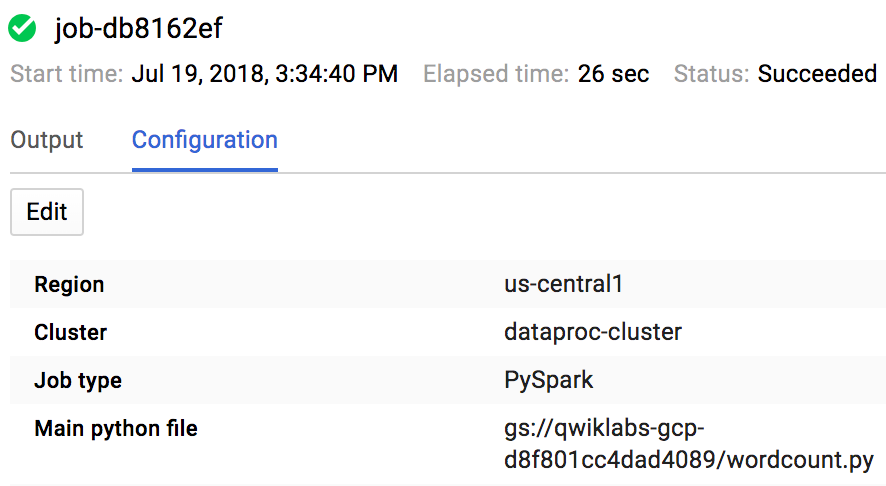 job-db8162ef
Start time: Jul 19, 2018, 3:34:40 PM Elapsed time: 26 sec Status: Succeeded
Output Configuration
Edit
Region us-central1
Cluster dataproc-cluster
Job type PySpark
Main python file gs://qwiklabs-gcp-
d8f801cc4dad4089/wordcount.py